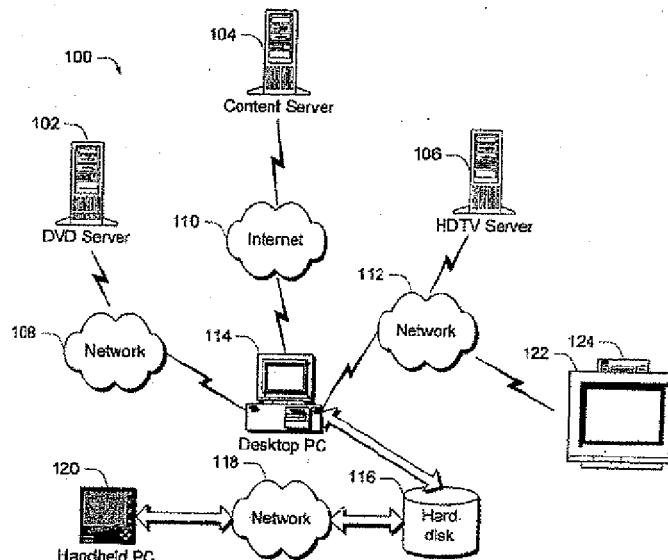 104
100
Content Server
102
106
110
Internet
DVD Server
HDTV Server
112
108
Network
114
Network
124
122
Desktop PC
118
116
120
Network
Hard
disk
Handheld PC